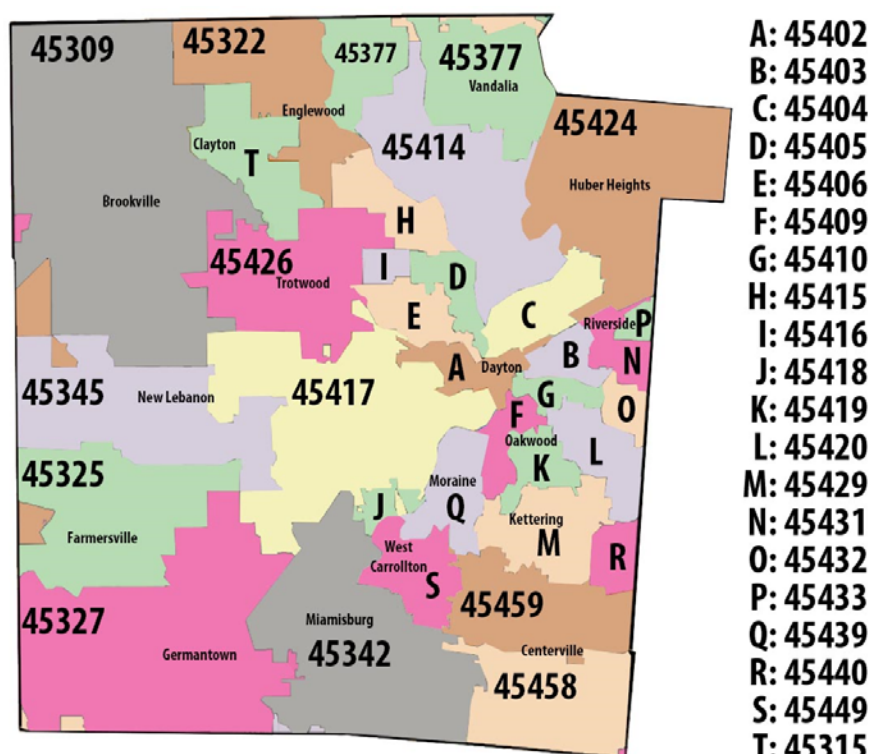 45309
45322
45377
45377
Vandalia
Englewood
45424
Clayton
T
45414
Huber Heights
Brookville
H
45426
Trotwood
I
D
E
C
Riverside
P
A
Dayton
B
N
45345
New Lebanon
45417
G
O
F
Oakwood
K
L
45325
Moraine
J
Q
Kettering
M
Farmersville
West
Carrollton
S
R
45459
45327
Miamisburg
Germantown
45342
Centerville
45458
A: 45402
B: 45403
C: 45404
D: 45405
E: 45406
F: 45409
G: 45410
H: 45415
I: 45416
J: 45418
K: 45419
L: 45420
M: 45429
N: 45431
O: 45432
P: 45433
Q: 45439
R: 45440
S: 45449
T: 45315